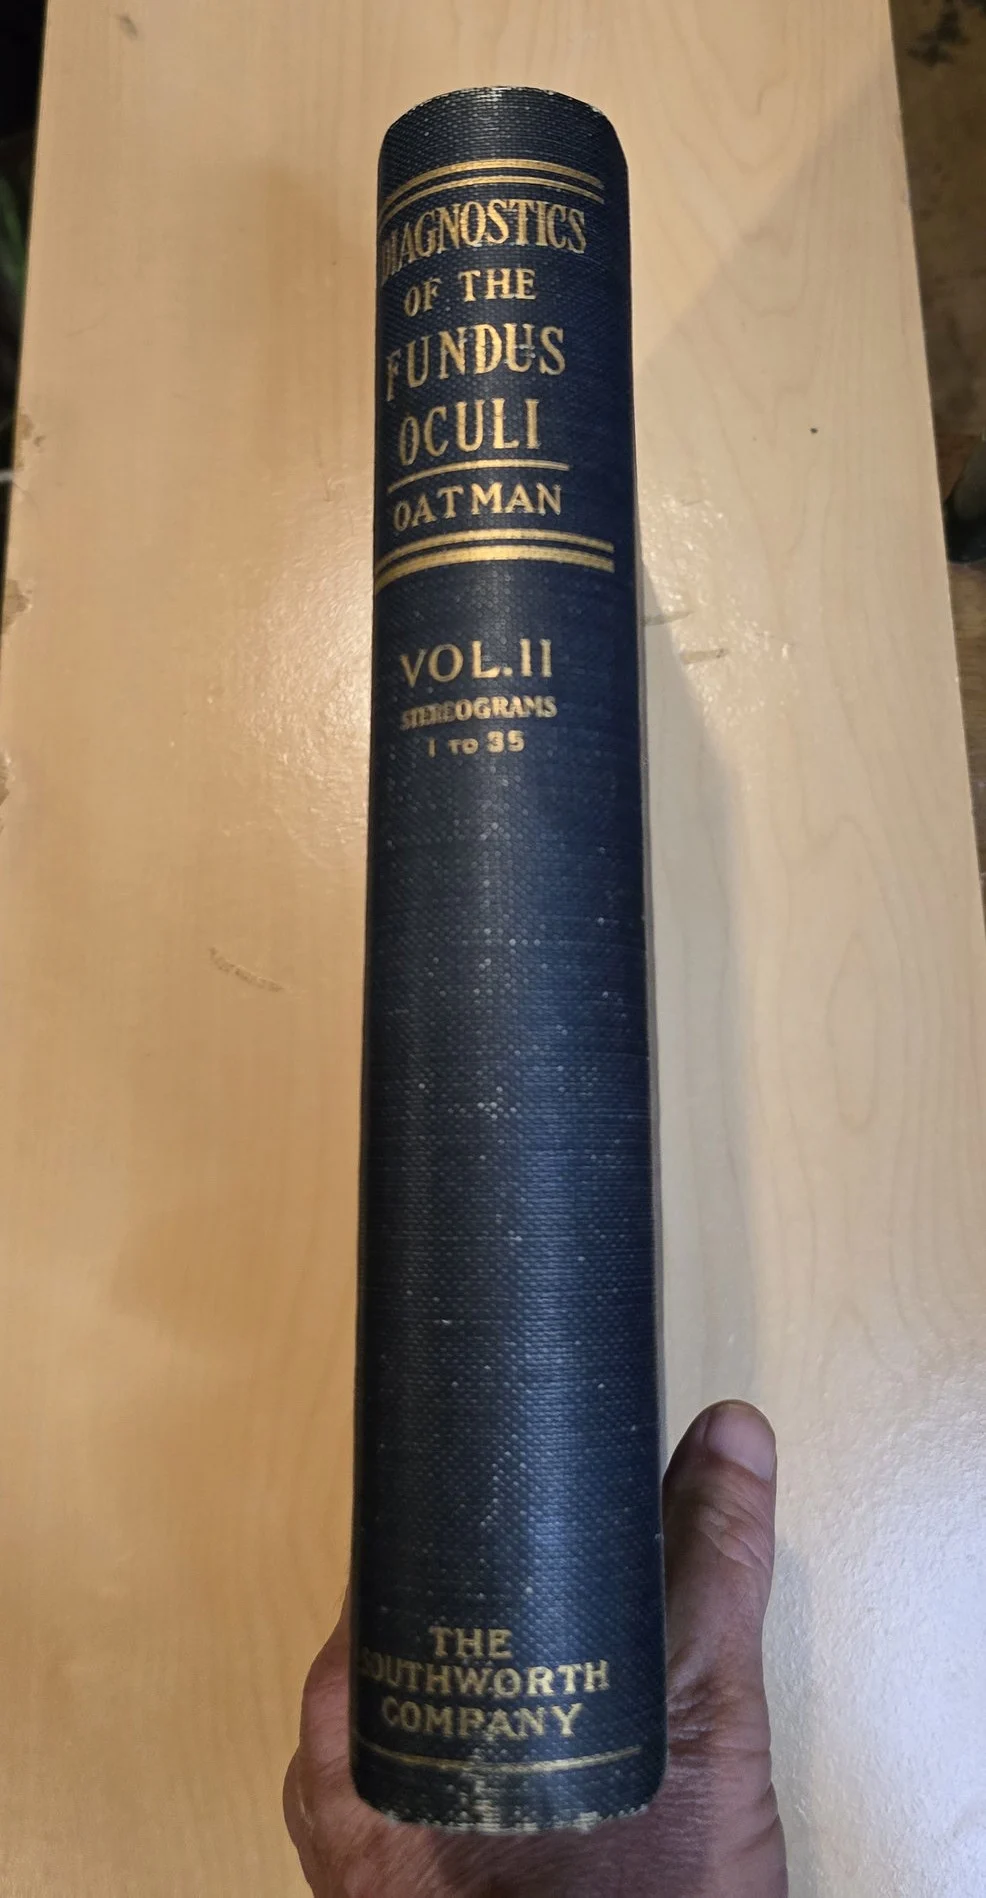 DIAGNOSTICS
OF THE
FUNDUS
OCULI
OATMAN
VOL. II
STEREOGRAMS
1 TO 35
THE
SOUTHWORTH
COMPANY